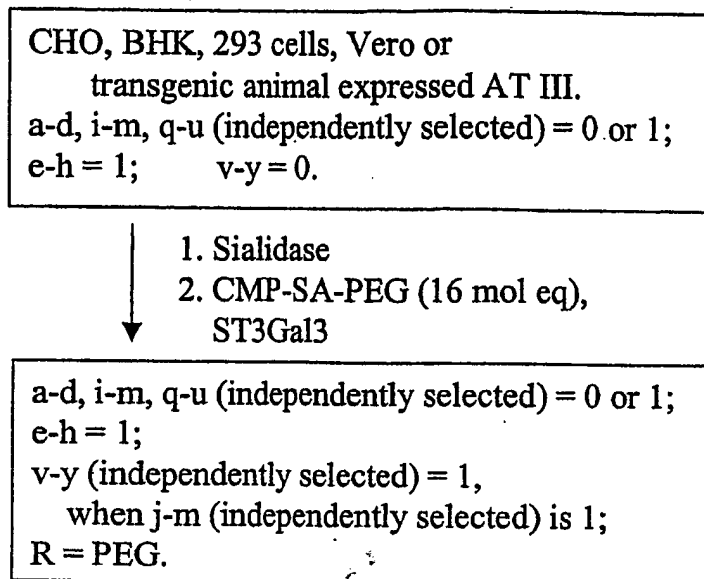 CHO, BHK, 293 cells, Vero or
transgenic animal expressed AT III.
a-d, i-m, q-u (independently selected) = 0 or 1;
e-h = 1; v-y = 0.
1. Sialidase
2. CMP-SA-PEG (16 mol eq),
ST3Gal3
a-d, i-m, q-u (independently selected) = 0 or 1;
e-h = 1;
v-y (independently selected) = 1,
when j-m (independently selected) is 1;
R = PEG.